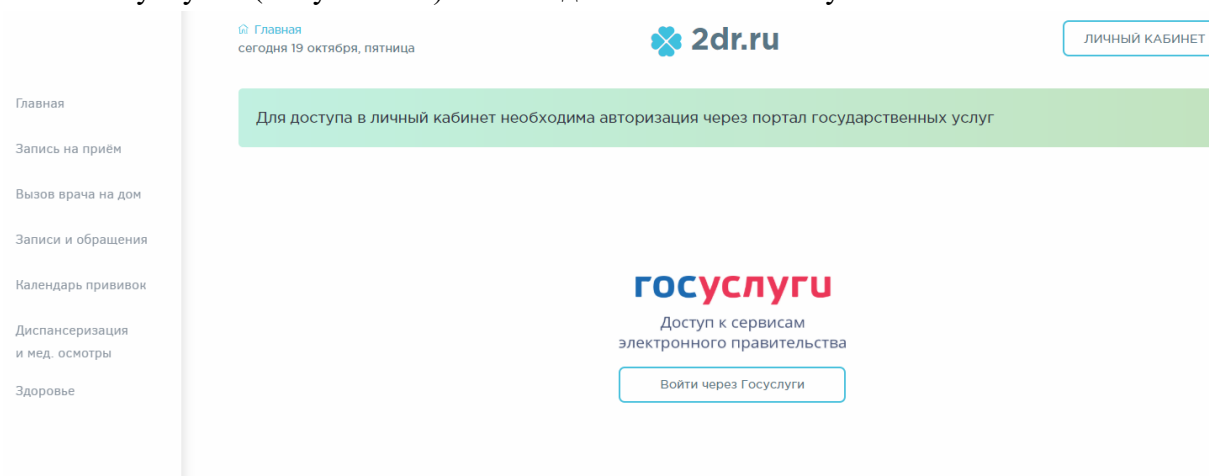 Главная
сегодня 19 октября, пятница
2dr.ru
ЛИЧНЫЙ КАБИНЕТ
Для доступа в личный кабинет необходима авторизация через портал государственных услуг
Главная
Запись на приём
Вызов врача на дом
Записи и обращения
Календарь прививок
Диспансеризация
и мед. осмотры
Здоровье
госуслуги
Доступ к сервисам
электронного правительства
Войти через Госуслуги